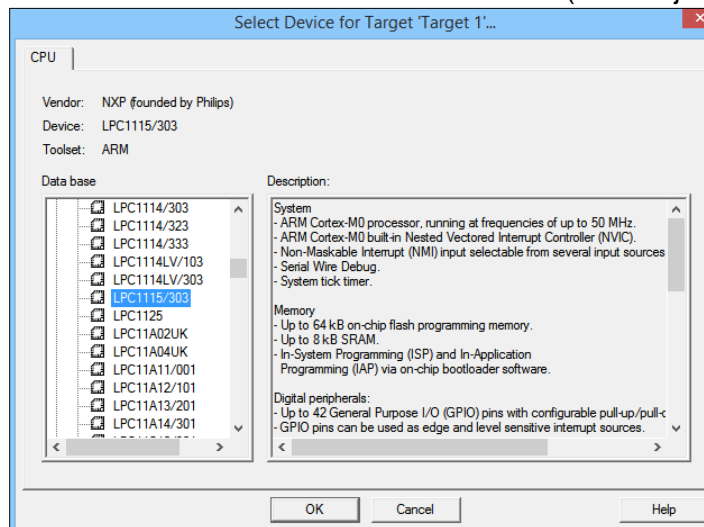 Select Device for Target 'Target 1'...
CPU
Vendor: NXP (founded by Philips)
Device: LPC1115/303
Toolset: ARM
Data base
LPC1114/303
LPC1114/323
LPC1114/333
LPC1114LV/103
LPC1114LV/303
LPC1115/303
LPC1125
LPC11A02UK
LPC11A04UK
LPC11A11/001
LPC11A12/101
LPC11A13/201
LPC11A14/301
Description:
System
- ARM Cortex-M0 processor, running at frequencies of up to 50 MHz.
- ARM Cortex-M0 built-in Nested Vectored Interrupt Controller (NVIC).
- Non-Maskable Interrupt (NMI) input selectable from several input sources
- Serial Wire Debug.
- System tick timer.
Memory
- Up to 64 kB on-chip flash programming memory.
- Up to 8 kB SRAM.
- In-System Programming (ISP) and In-Application
Programming (IAP) via on-chip bootloader software.
Digital peripherals:
- Up to 42 General Purpose I/O (GPIO) pins with configurable pull-up/pull-
- GPIO pins can be used as edge and level sensitive interrupt sources.
OK
Cancel
Help